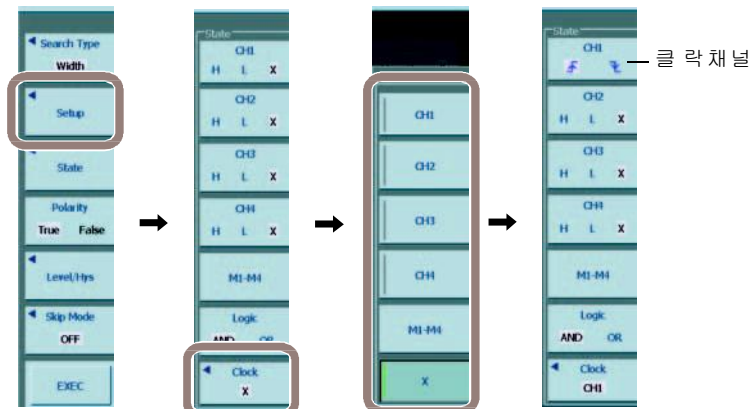 Search Type
Width
Setup
State
Polarity
True False
Level/Hys
Skip Mode
OFF
EXEC
State
CH1
H L X
CH2
H L X
CH3
H L X
CH4
H L X
M1-M4
Logic
AND OR
Clock
X
CH1
CH2
CH3
CH4
M1-M4
X
State
CH1
CH2
H L X
CH3
H L X
CH4
H L X
M1-M4
Logic
AND OR
Clock
CH1
클 락 채 널